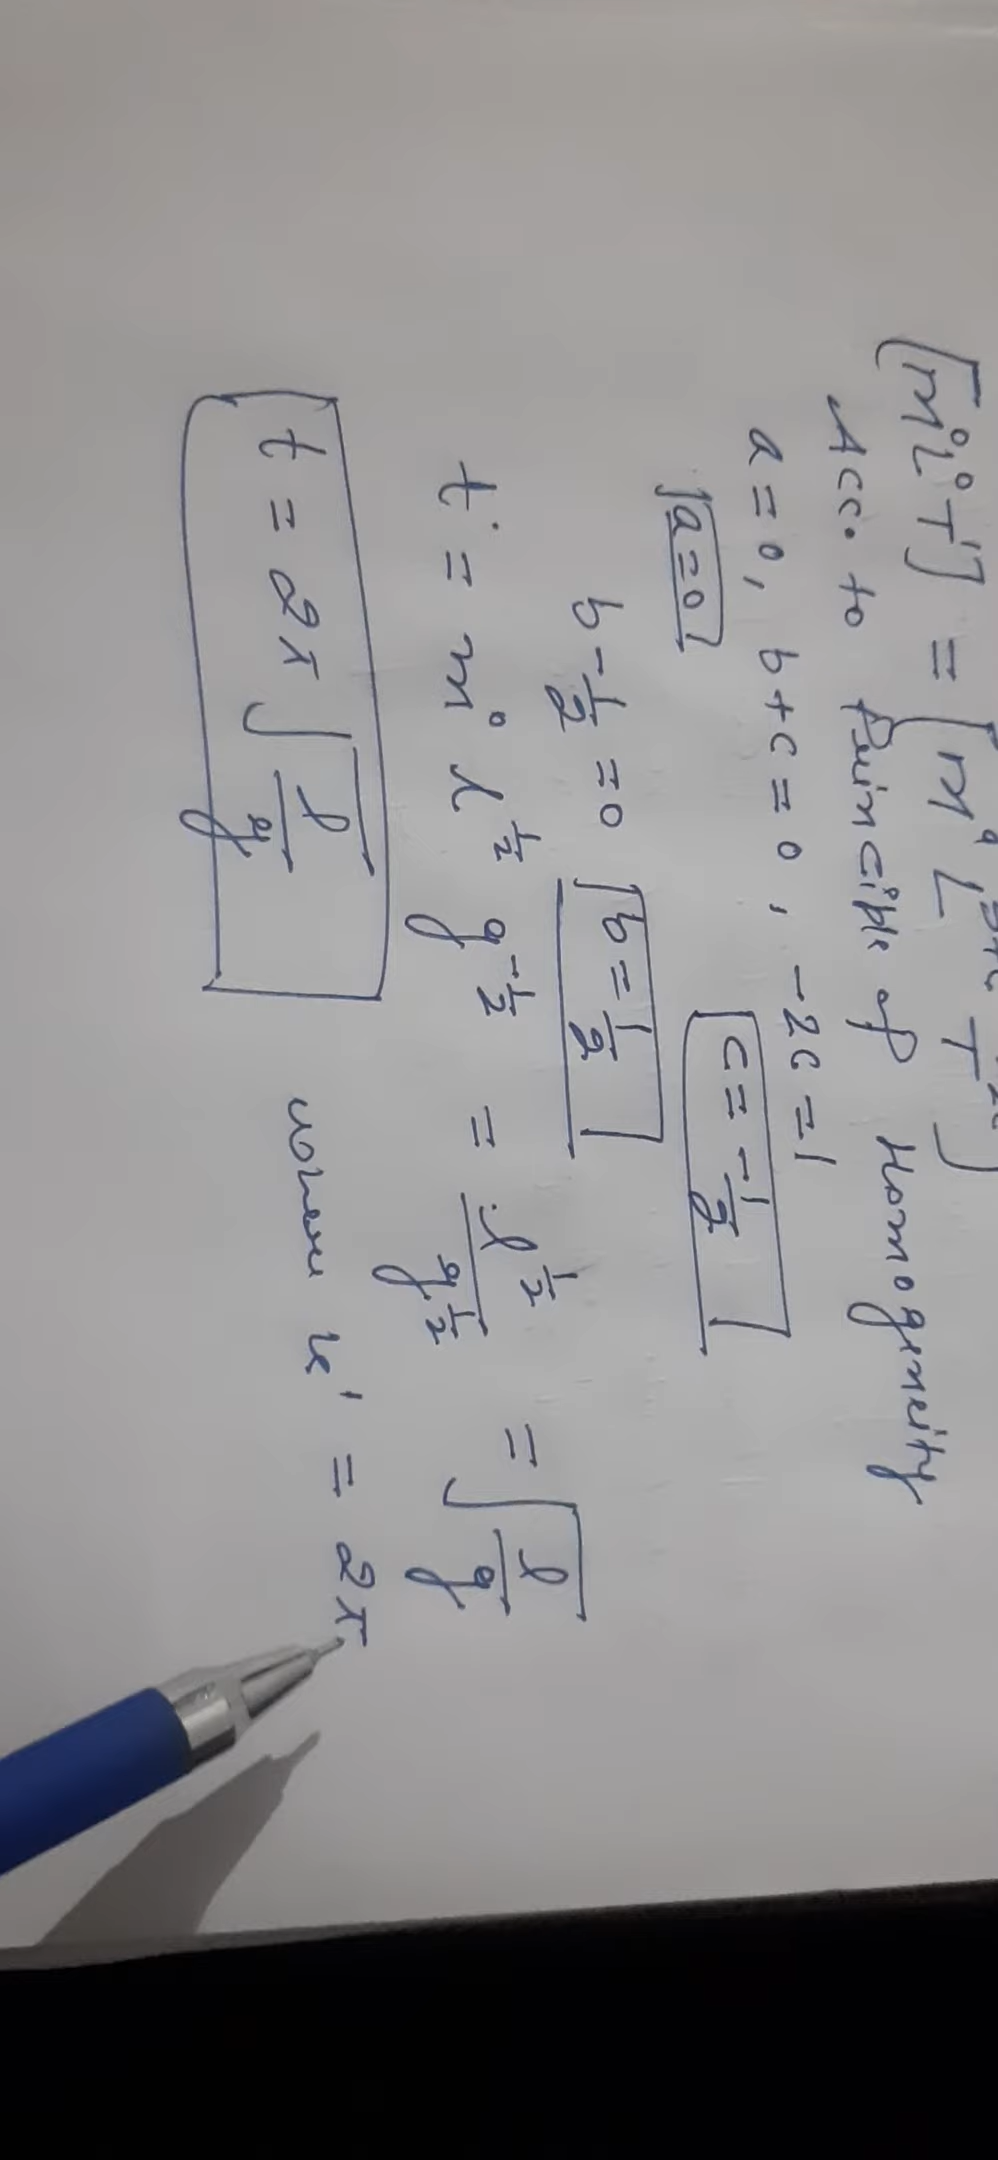 [M⁰L⁰T¹] = [Mᵃ L T ]
Acc. to Principle of Homogeneity
a = 0, b + c = 0, -2c = 1
a = 0 c = -1/2
b - 1/2 = 0 b = 1/2
t = m⁰ l^1/2 g^-1/2 = l^1/2 / g^1/2 = √(l/g)
t = 2π √(l/g) where k' = 2π